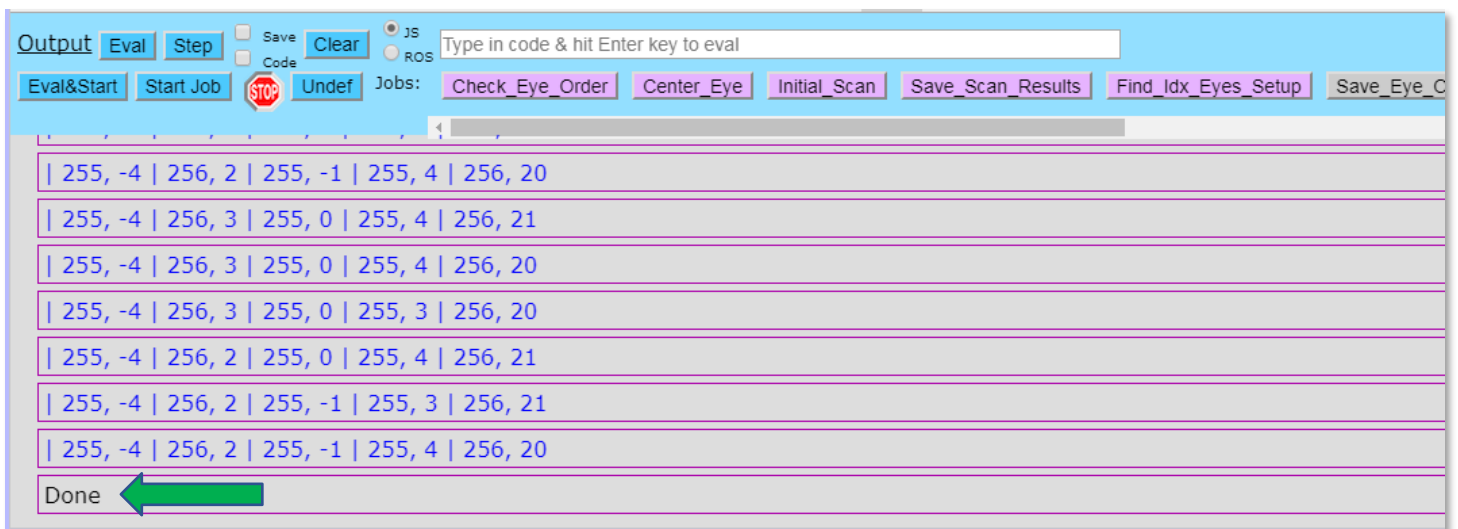 Output Eval Step Save Code Clear JS ROS Type in code & hit Enter key to eval
Eval&Start Start Job STOP Undef Jobs: Check_Eye_Order Center_Eye Initial_Scan Save_Scan_Results Find_Idx_Eyes_Setup Save_Eye_C
| 255, -4 | 256, 2 | 255, -1 | 255, 4 | 256, 20
| 255, -4 | 256, 3 | 255, 0 | 255, 4 | 256, 21
| 255, -4 | 256, 3 | 255, 0 | 255, 4 | 256, 20
| 255, -4 | 256, 3 | 255, 0 | 255, 3 | 256, 20
| 255, -4 | 256, 2 | 255, 0 | 255, 4 | 256, 21
| 255, -4 | 256, 2 | 255, -1 | 255, 3 | 256, 21
| 255, -4 | 256, 2 | 255, -1 | 255, 4 | 256, 20
Done